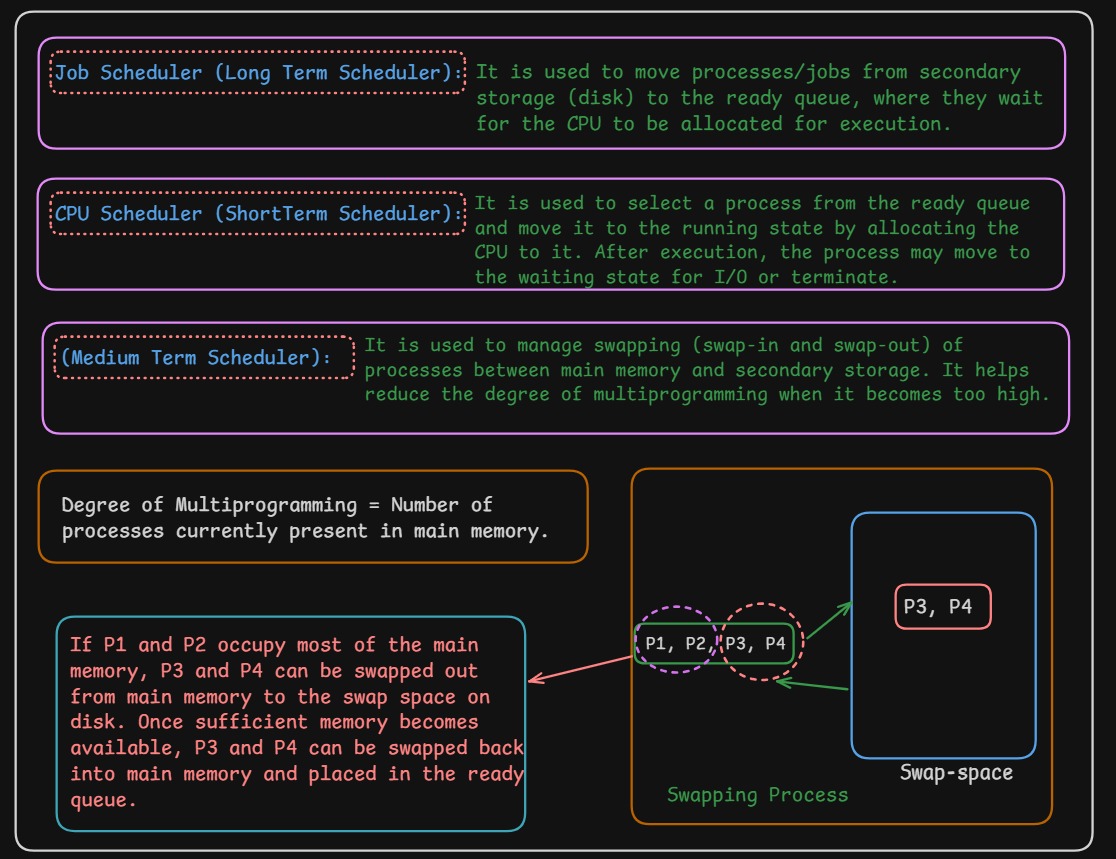 Job Scheduler (Long Term Scheduler):
It is used to move processes/jobs from secondary
storage (disk) to the ready queue, where they wait
for the CPU to be allocated for execution.
CPU Scheduler (ShortTerm Scheduler):
It is used to select a process from the ready queue
and move it to the running state by allocating the
CPU to it. After execution, the process may move to
the waiting state for I/O or terminate.
(Medium Term Scheduler):
It is used to manage swapping (swap-in and swap-out) of
processes between main memory and secondary storage. It helps
reduce the degree of multiprogramming when it becomes too high.
Degree of Multiprogramming = Number of
processes currently present in main memory.
If P1 and P2 occupy most of the main
memory, P3 and P4 can be swapped out
from main memory to the swap space on
disk. Once sufficient memory becomes
available, P3 and P4 can be swapped back
into main memory and placed in the ready
queue.
P1, P2, P3, P4
P3, P4
Swap-space
Swapping Process